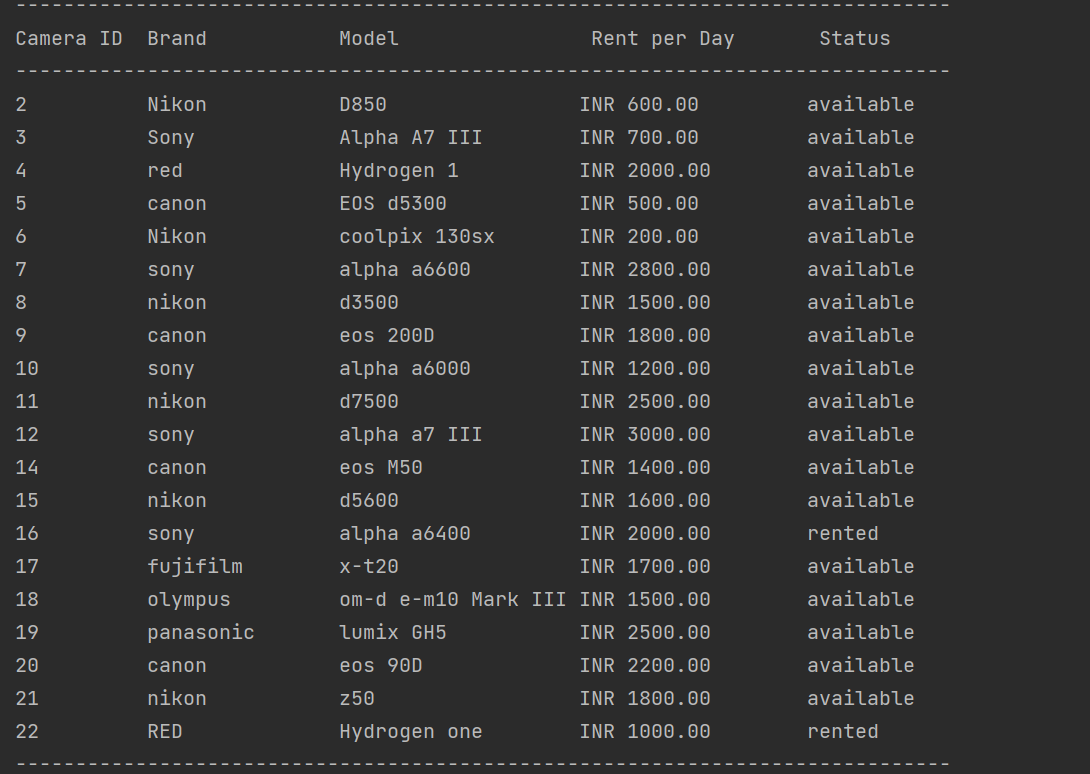 --------------------------------------------------------------------------------
Camera ID  Brand           Model                Rent per Day       Status
--------------------------------------------------------------------------------
2          Nikon           D850                INR 600.00         available
3          Sony            Alpha A7 III        INR 700.00         available
4          red             Hydrogen 1          INR 2000.00        available
5          canon           EOS d5300           INR 500.00         available
6          Nikon           coolpix 130sx       INR 200.00         available
7          sony            alpha a6600         INR 2800.00        available
8          nikon           d3500               INR 1500.00        available
9          canon           eos 200D            INR 1800.00        available
10         sony            alpha a6000         INR 1200.00        available
11         nikon           d7500               INR 2500.00        available
12         sony            alpha a7 III        INR 3000.00        available
14         canon           eos M50             INR 1400.00        available
15         nikon           d5600               INR 1600.00        available
16         sony            alpha a6400         INR 2000.00        rented
17         fujifilm        x-t20               INR 1700.00        available
18         olympus         om-d e-m10 Mark III INR 1500.00        available
19         panasonic       lumix GH5           INR 2500.00        available
20         canon           eos 90D             INR 2200.00        available
21         nikon           z50                 INR 1800.00        available
22         RED             Hydrogen one        INR 1000.00        rented
--------------------------------------------------------------------------------